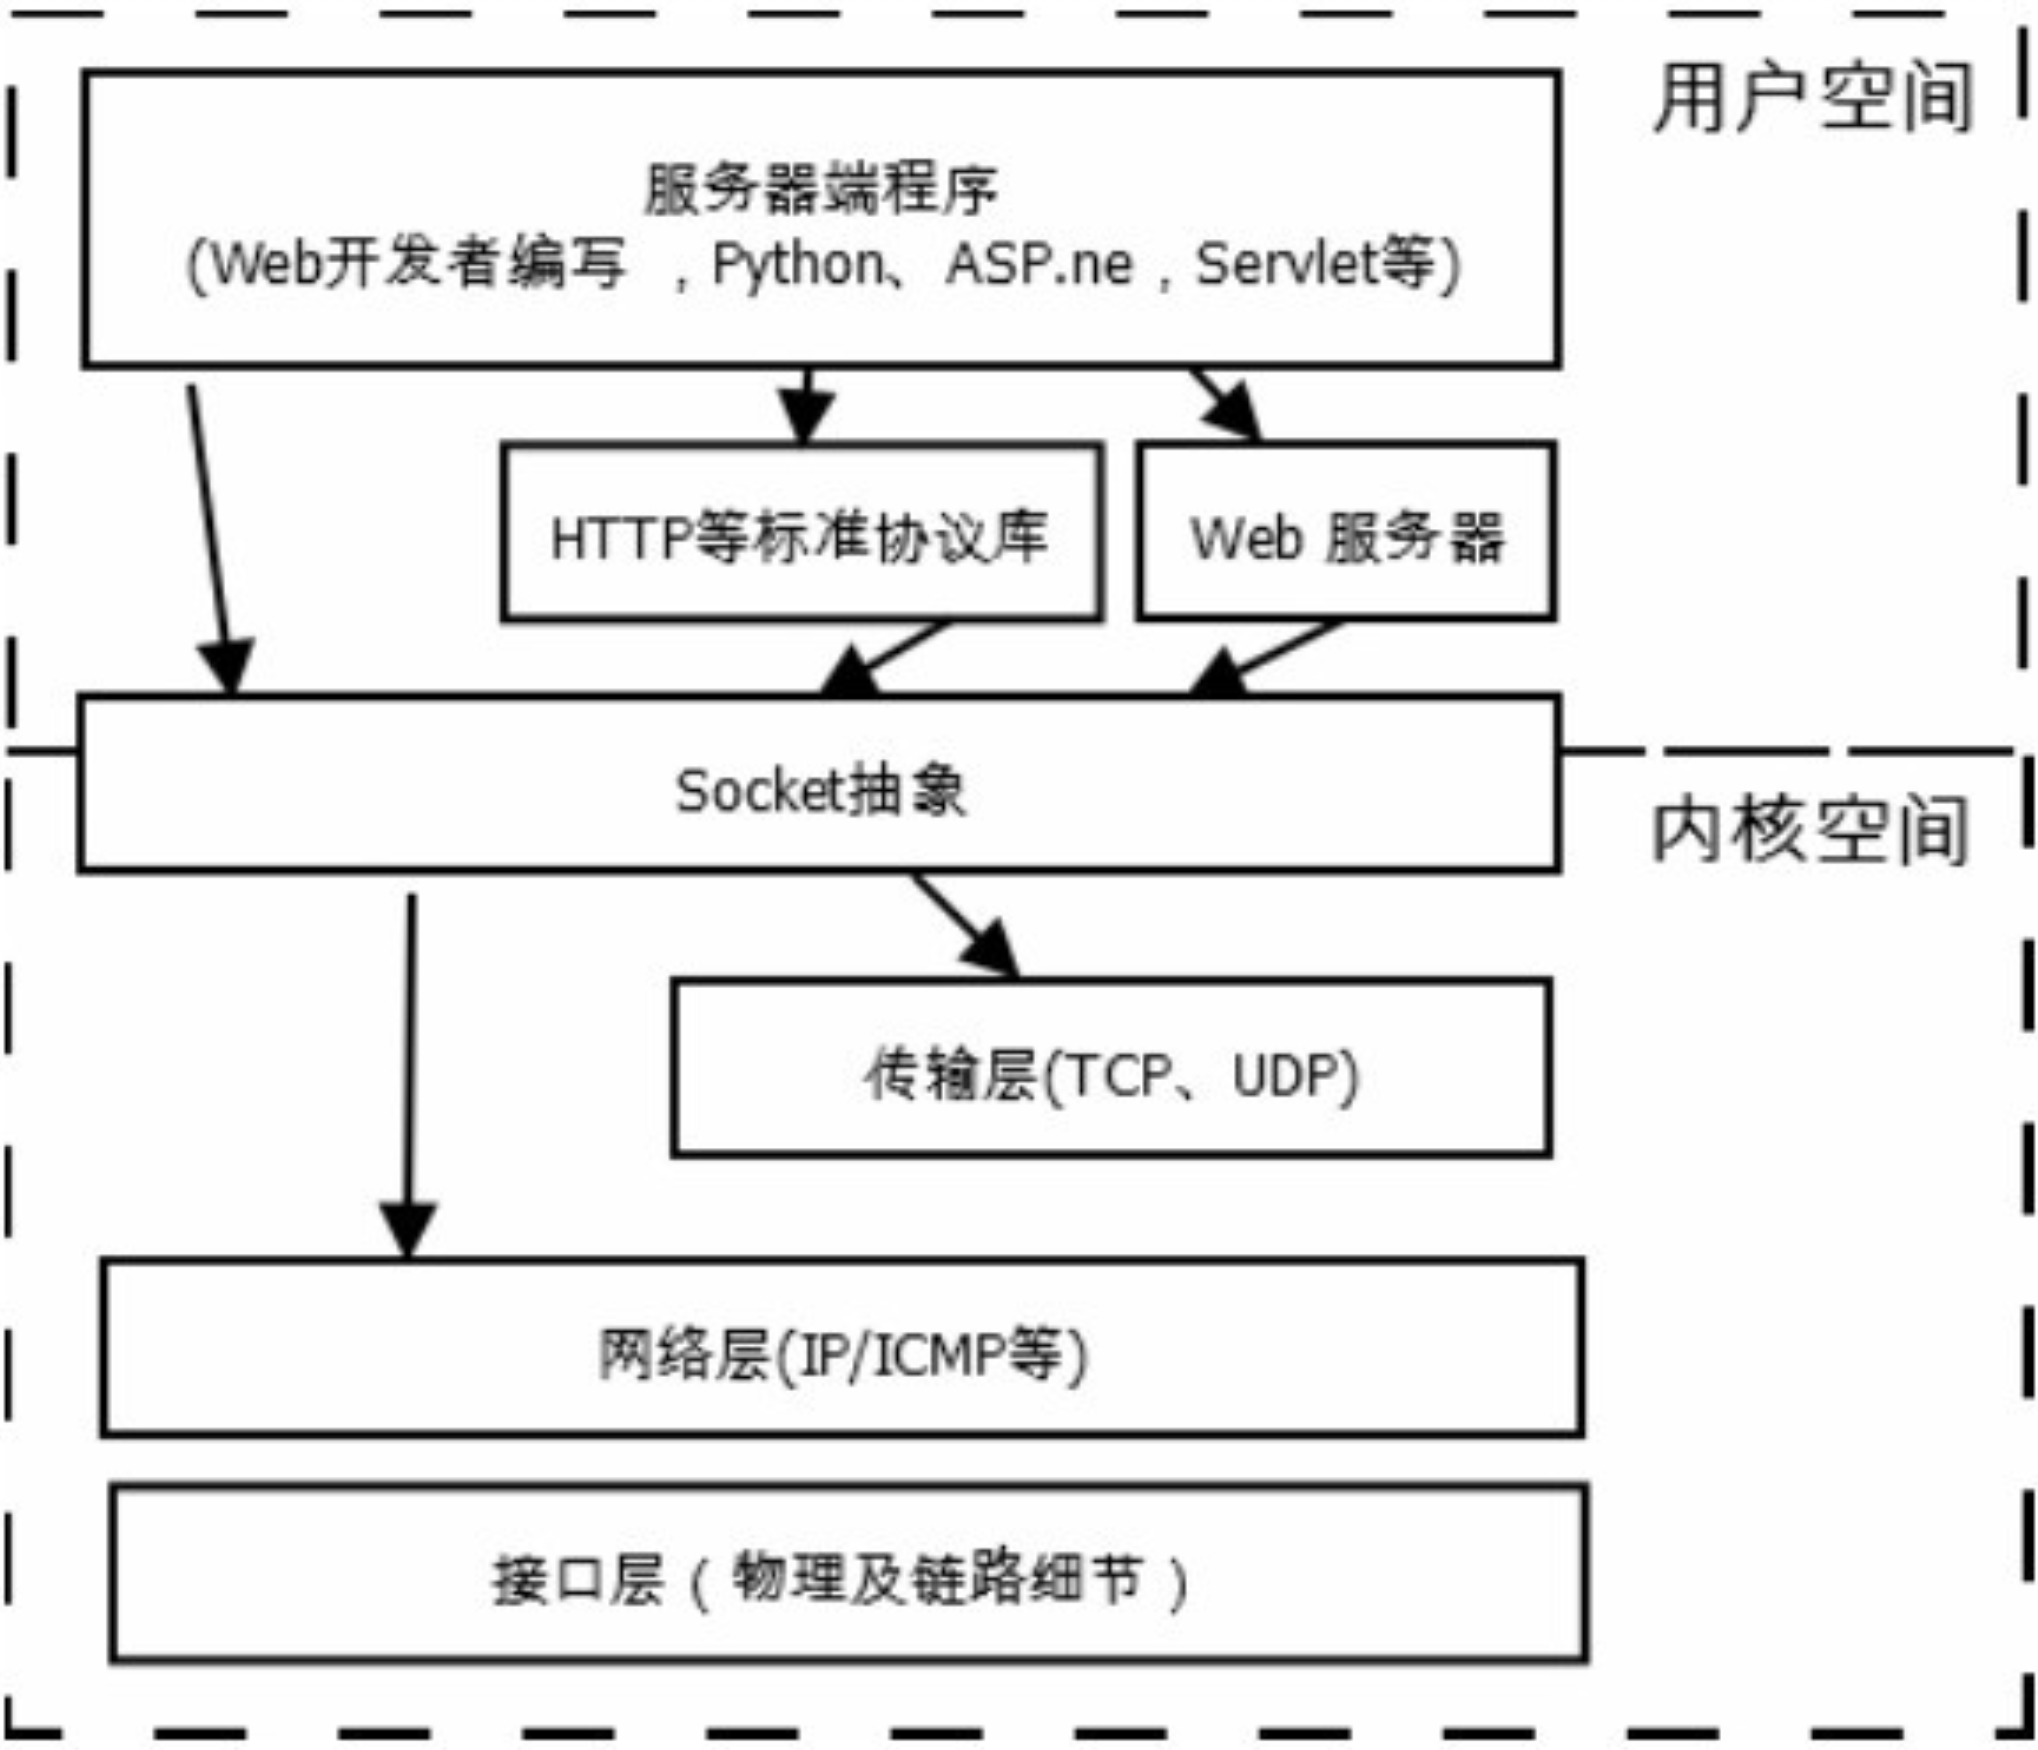 用户空间
服务器端程序
(Web开发者编写 ，Python、ASP.ne，Servlet等)
HTTP等标准协议库
Web 服务器
Socket抽象
内核空间
传输层(TCP、UDP)
网络层(IP/ICMP等)
接口层（物理及链路细节）